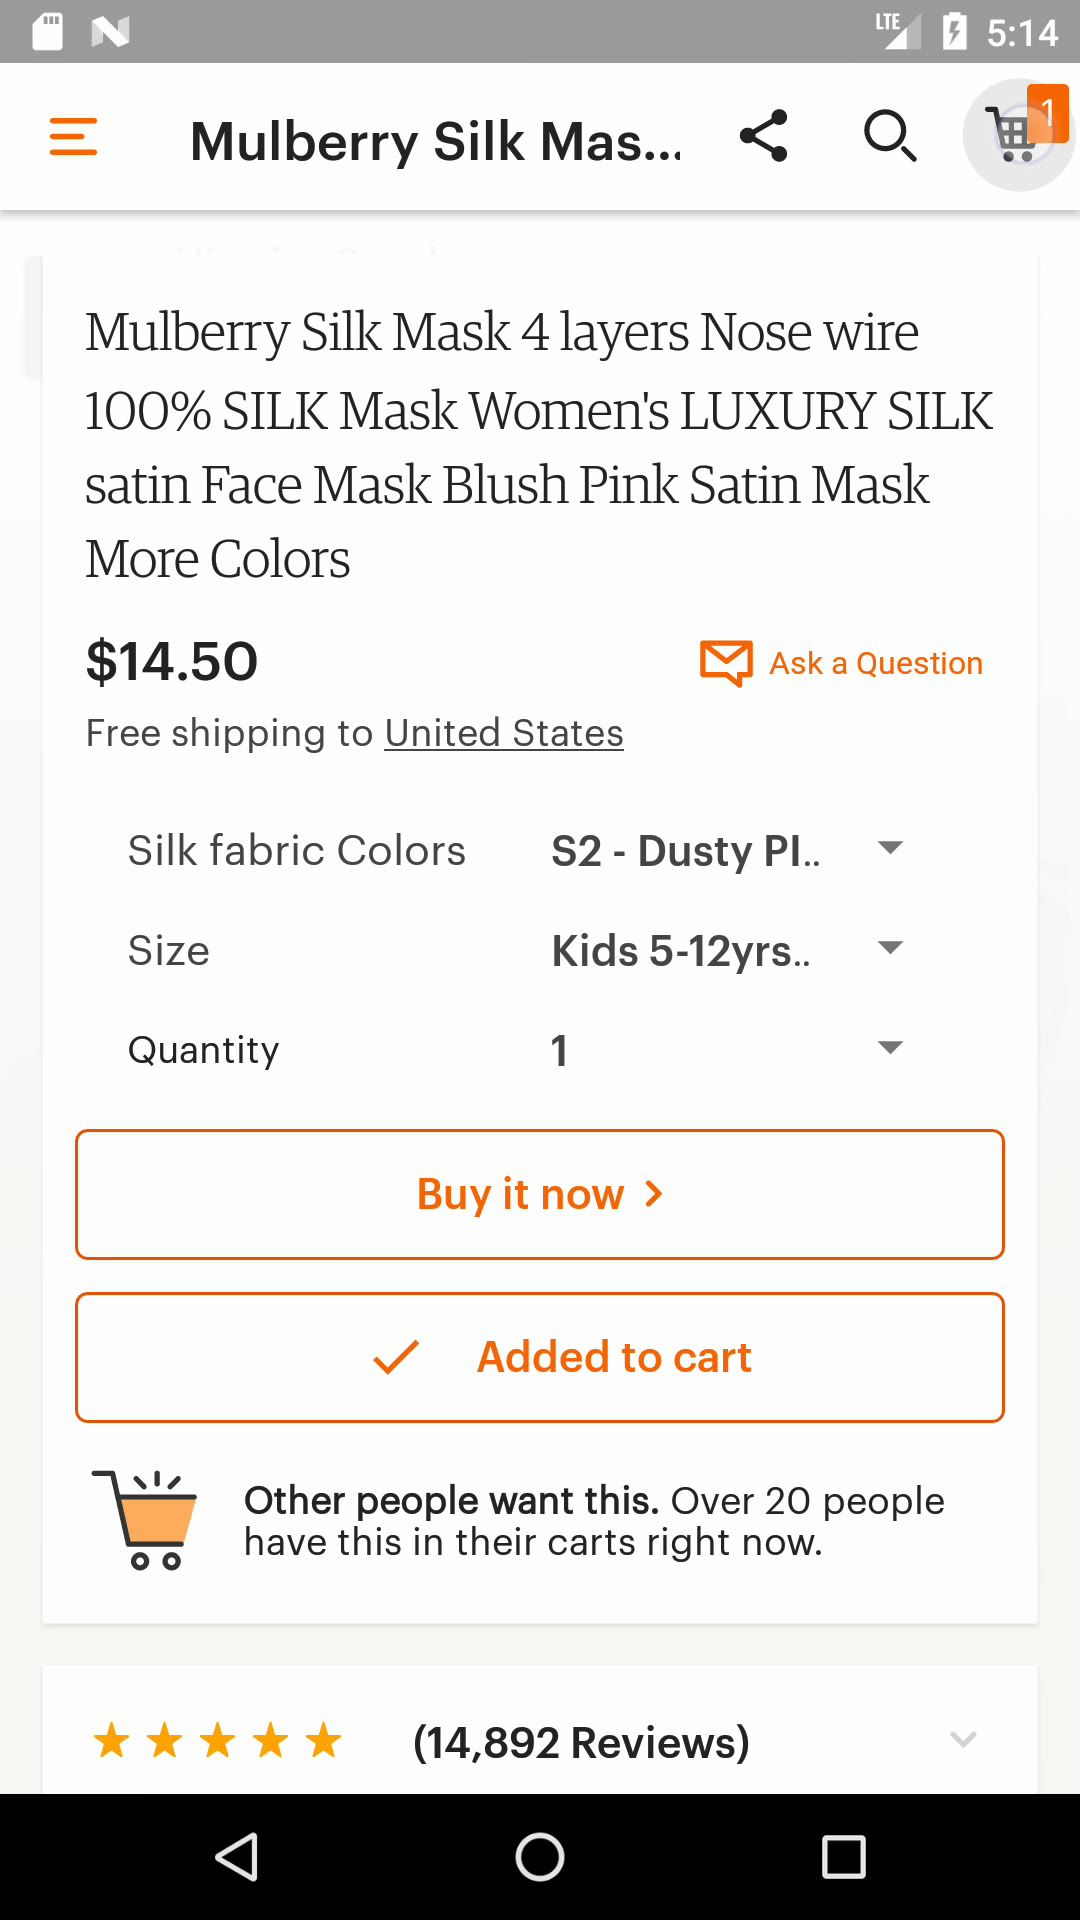 LTE 5:14
Mulberry Silk Mas...
1
Mulberry Silk Mask 4 layers Nose wire
100% SILK Mask Women's LUXURY SILK
satin Face Mask Blush Pink Satin Mask
More Colors
$14.50
Ask a Question
Free shipping to United States
Silk fabric Colors S2 - Dusty PI..
Size Kids 5-12yrs..
Quantity 1
Buy it now
Added to cart
Other people want this. Over 20 people
have this in their carts right now.
(14,892 Reviews)